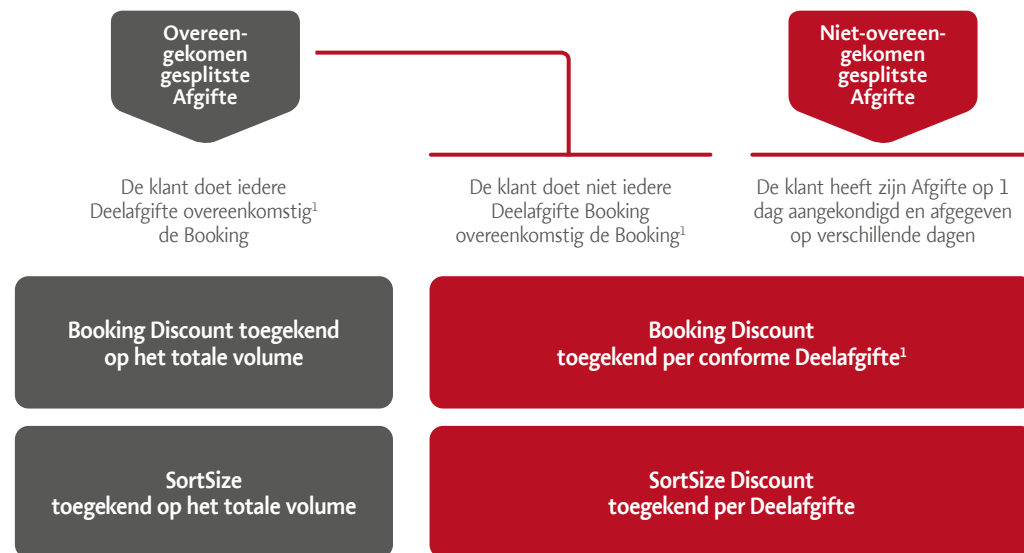 Overeen-
gekomen
gesplitste
Afgifte
Niet-overeen-
gekomen
gesplitste
Afgifte
De klant doet iedere
Deelafgifte overeenkomstig¹
de Booking
De klant doet niet iedere
Deelafgifte Booking
overeenkomstig de Booking¹
De klant heeft zijn Afgifte op 1
dag aangekondigd en afgegeven
op verschillende dagen
Booking Discount toegekend
op het totale volume
Booking Discount
toegekend per conforme Deelafgifte¹
SortSize
toegekend op het totale volume
SortSize Discount
toegekend per Deelafgifte